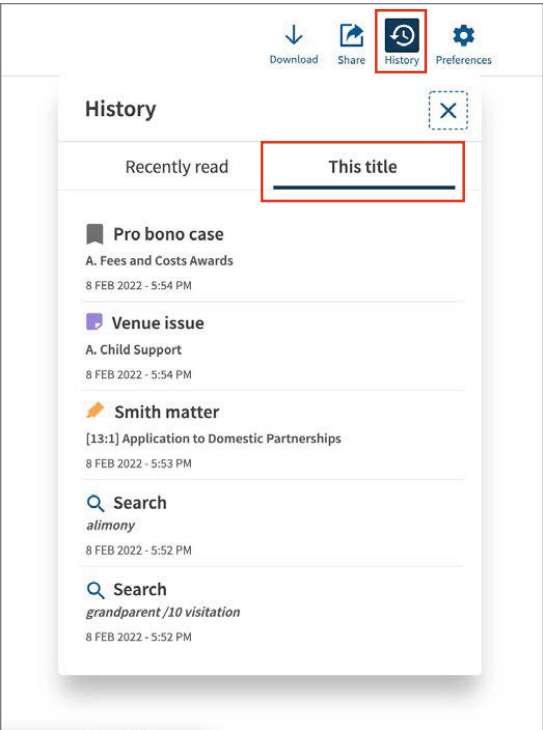 Download Share History Preferences
History
Recently read This title
Pro bono case
A. Fees and Costs Awards
8 FEB 2022 - 5:54 PM
Venue issue
A. Child Support
8 FEB 2022 - 5:54 PM
Smith matter
[13:1] Application to Domestic Partnerships
8 FEB 2022 - 5:53 PM
Search
alimony
8 FEB 2022 - 5:52 PM
Search
grandparent /10 visitation
8 FEB 2022 - 5:52 PM